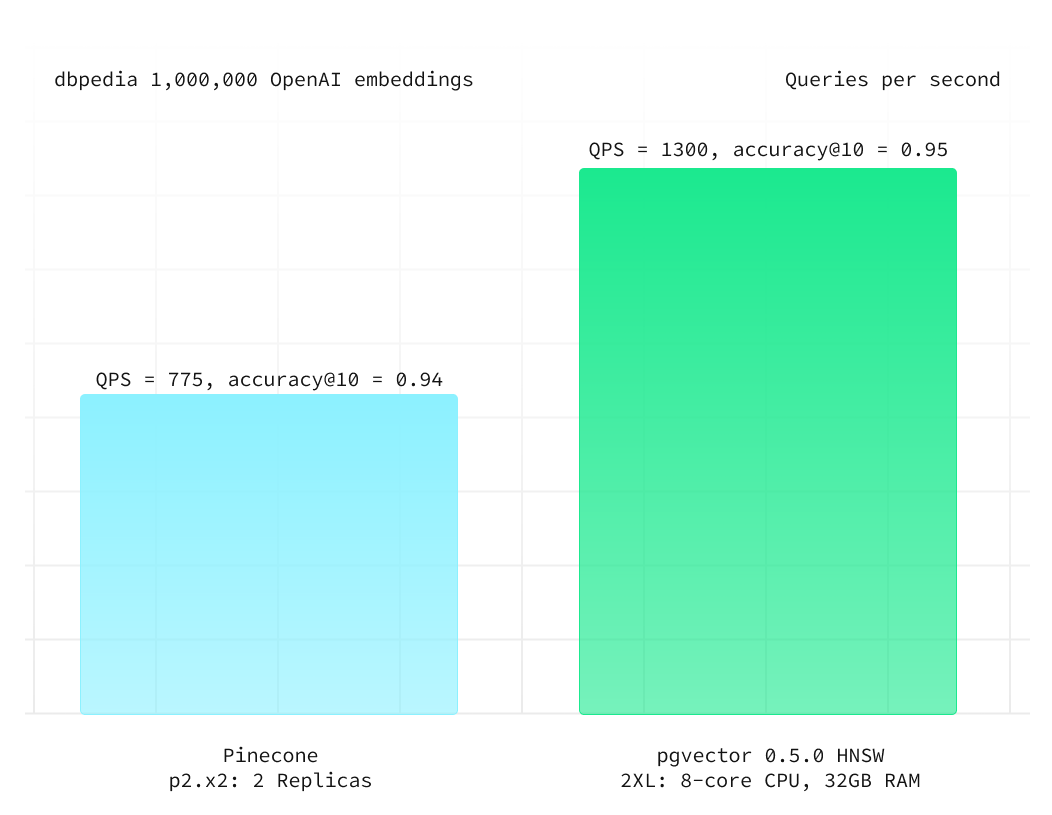 dbpedia 1,000,000 OpenAI embeddings
Queries per second
QPS = 1300, accuracy@10 = 0.95
QPS = 775, accuracy@10 = 0.94
Pinecone
p2.x2: 2 Replicas
pgvector 0.5.0 HNSW
2XL: 8-core CPU, 32GB RAM